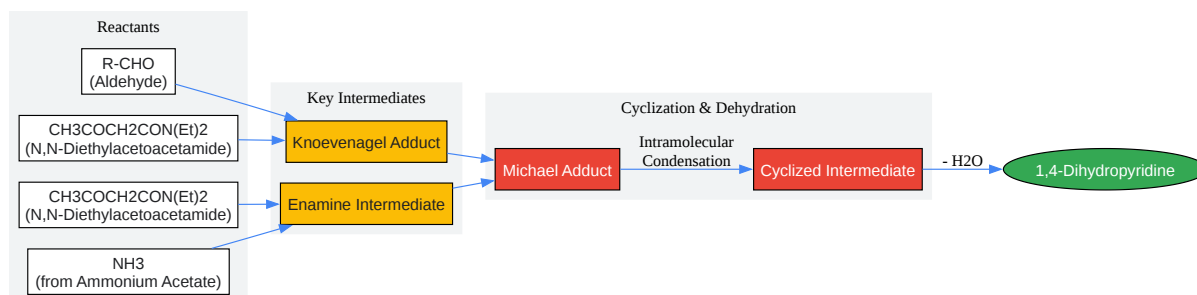 Reactants
R-CHO
(Aldehyde)
CH3COCH2CON(Et)2
(N,N-Diethylacetoacetamide)
CH3COCH2CON(Et)2
(N,N-Diethylacetoacetamide)
NH3
(from Ammonium Acetate)
Key Intermediates
Knoevenagel Adduct
Enamine Intermediate
Cyclization & Dehydration
Michael Adduct
Intramolecular
Condensation
Cyclized Intermediate
- H2O
1,4-Dihydropyridine